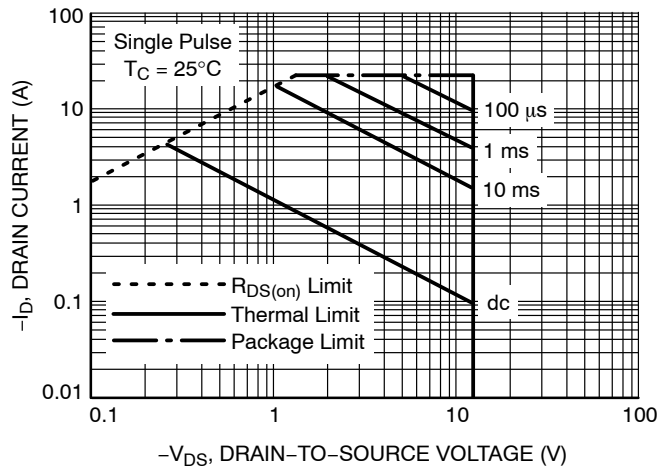 100
10
1
0.1
0.01
-I_D, DRAIN CURRENT (A)
Single Pulse
T_C = 25°C
100 μs
1 ms
10 ms
dc
R_DS(on) Limit
Thermal Limit
Package Limit
0.1
1
10
100
-V_DS, DRAIN-TO-SOURCE VOLTAGE (V)